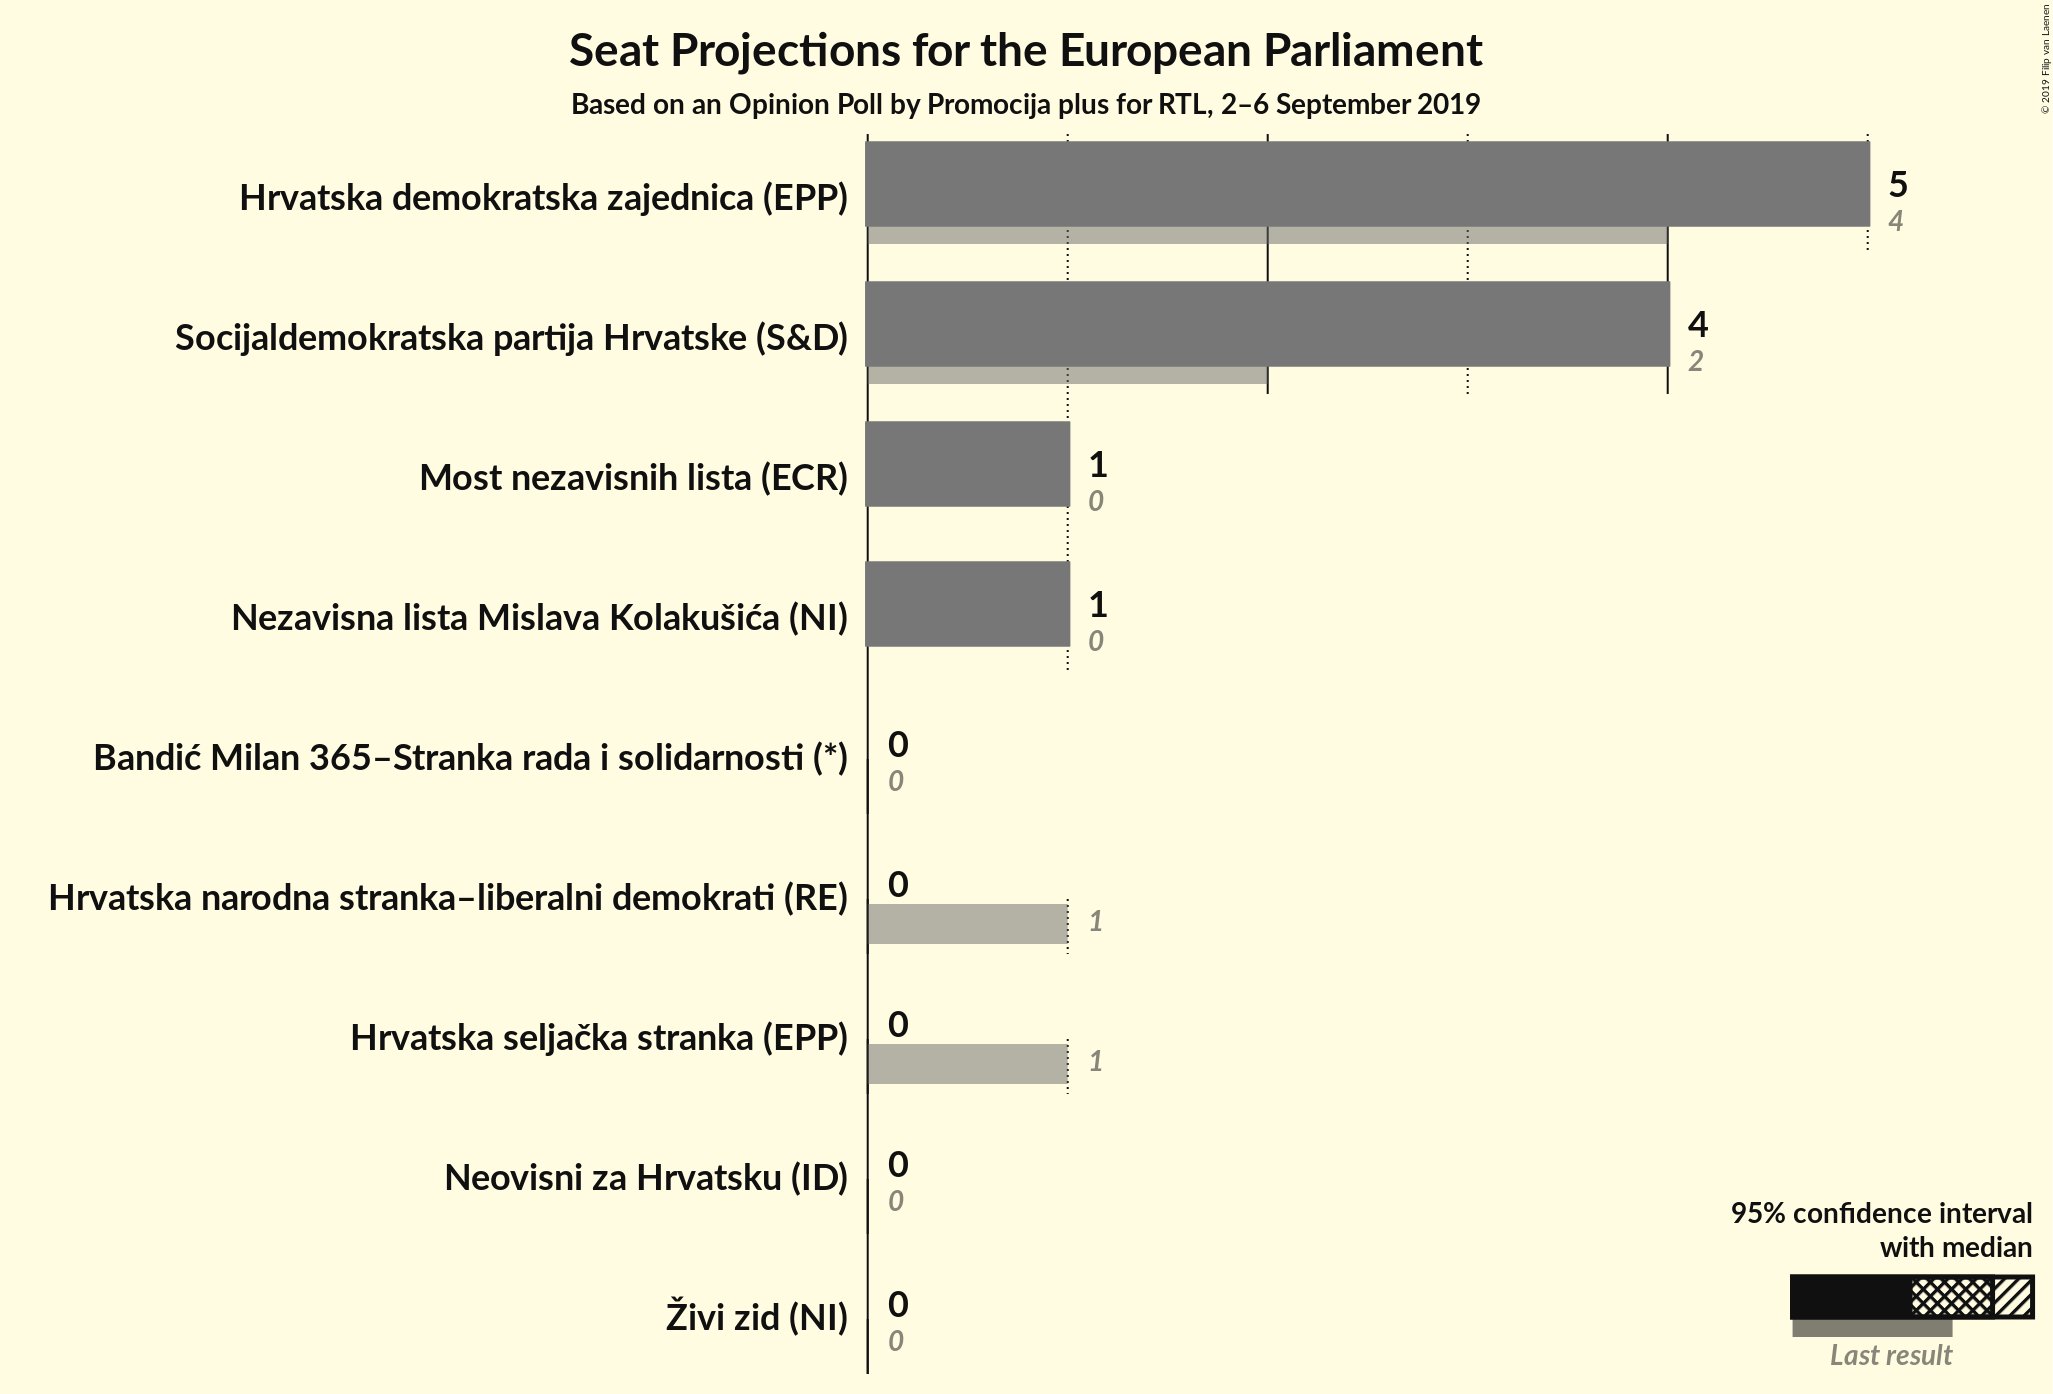 Seat Projections for the European Parliament
Based on an Opinion Poll by Promocija plus for RTL, 2–6 September 2019
© 2019 Filip van Laenen
Hrvatska demokratska zajednica (EPP)
5
4
Socijaldemokratska partija Hrvatske (S&D)
4
2
Most nezavisnih lista (ECR)
1
0
Nezavisna lista Mislava Kolakušića (NI)
1
0
Bandić Milan 365–Stranka rada i solidarnosti (*)
0
0
Hrvatska narodna stranka–liberalni demokrati (RE)
0
1
Hrvatska seljačka stranka (EPP)
0
1
Neovisni za Hrvatsku (ID)
0
0
Živi zid (NI)
0
0
95% confidence interval
with median
Last result